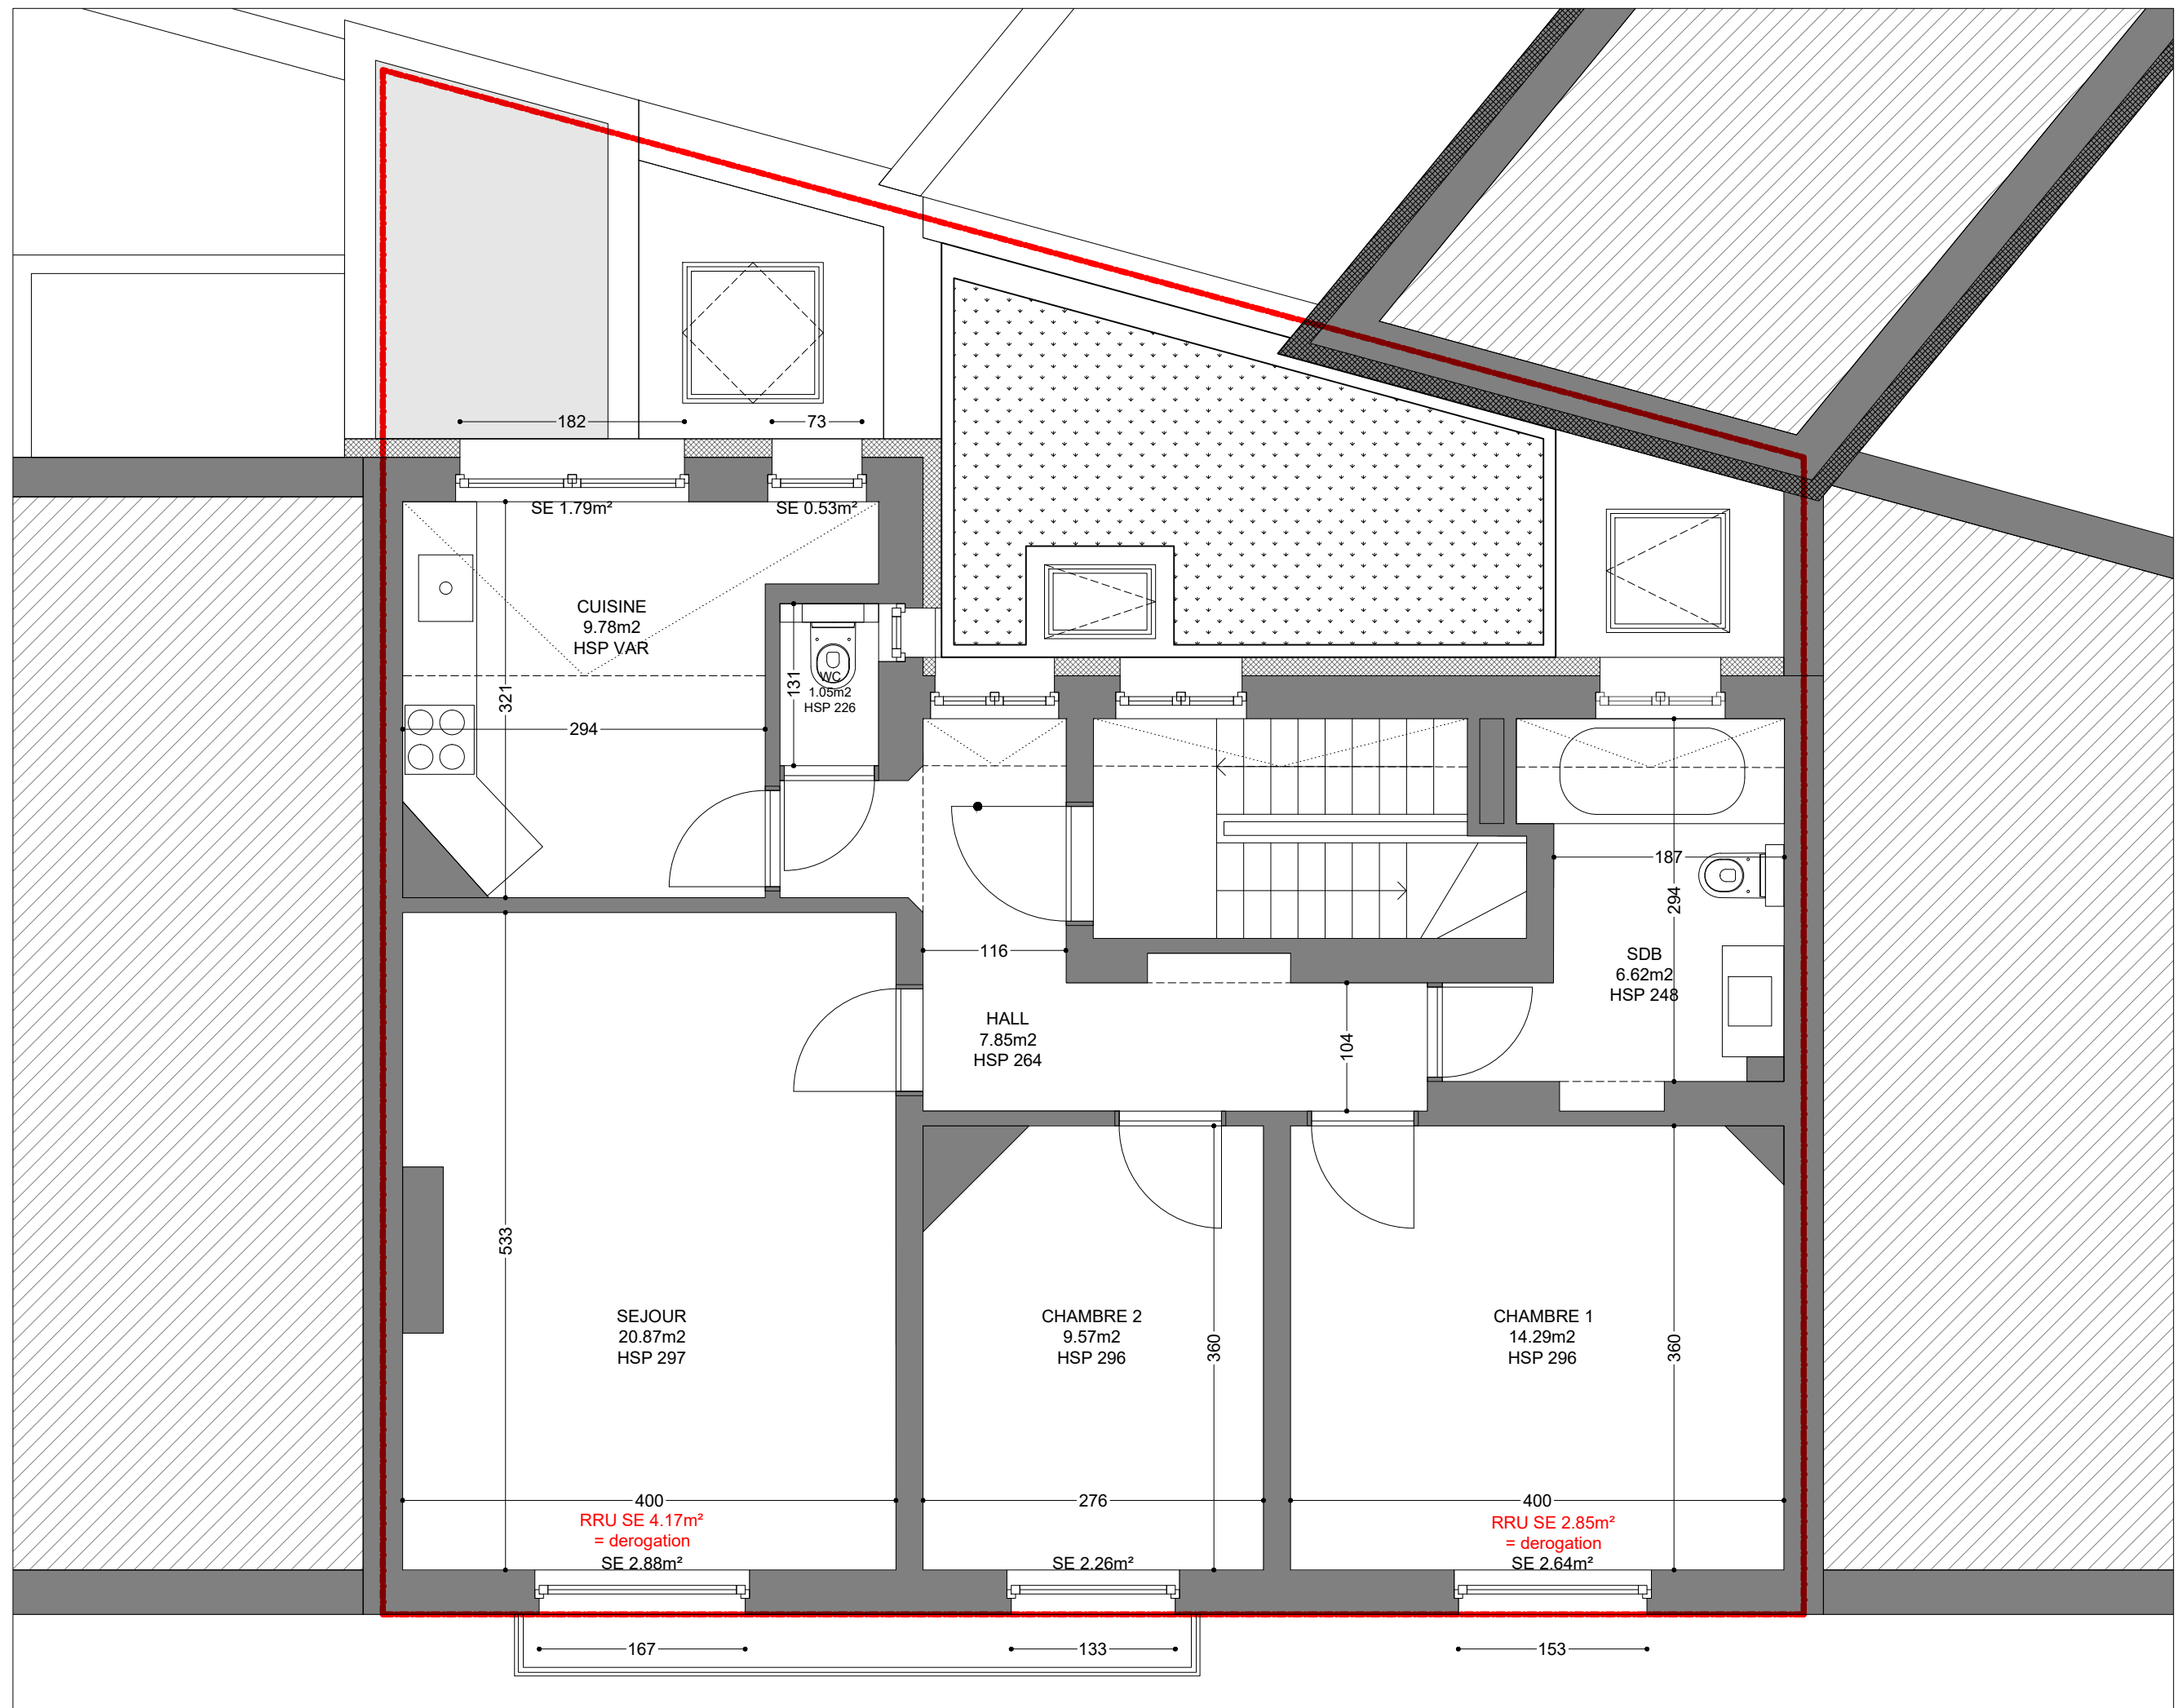 182
73
SE 1.79m²
SE 0.53m²
CUISINE
9.78m2
HSP VAR
321
294
131
WC
1.05m2
HSP 226
187
294
116
SDB
6.62m2
HSP 248
HALL
7.85m2
HSP 264
104
533
SEJOUR
20.87m2
HSP 297
CHAMBRE 2
9.57m2
HSP 296
360
CHAMBRE 1
14.29m2
HSP 296
360
400
RRU SE 4.17m²
= derogation
SE 2.88m²
276
SE 2.26m²
400
RRU SE 2.85m²
= derogation
SE 2.64m²
167
133
153